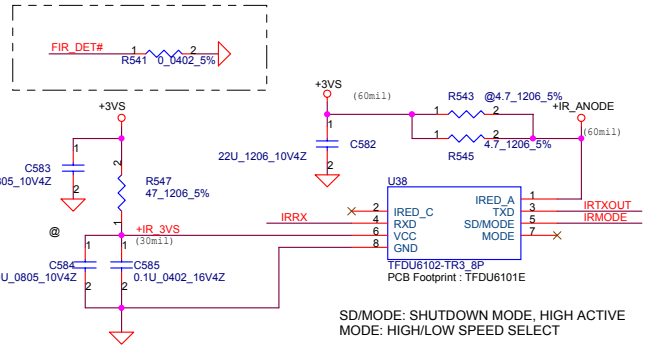 FIR_DET#
1
2
R541
0_0402_5%
+3VS
1
C583
805_10V4Z
2
2
R547
47_1206_5%
1
@
+IR_3VS
(30mil)
1
C584
U_0805_10V4Z
2
1
C585
0.1U_0402_16V4Z
2
+3VS
(60mil)
1
C582
22U_1206_10V4Z
2
R543
@4.7_1206_5%
1
2
1
2
R545
4.7_1206_5%
+IR_ANODE
(60mil)
U38
IRRX
2
IRED_C
4
RXD
6
VCC
8
GND
IRED_A
1
TXD
3
IRTXOUT
SD/MODE
5
IRMODE
MODE
7
TFDU6102-TR3_8P
PCB Footprint : TFDU6101E
SD/MODE: SHUTDOWN MODE, HIGH ACTIVE
MODE: HIGH/LOW SPEED SELECT